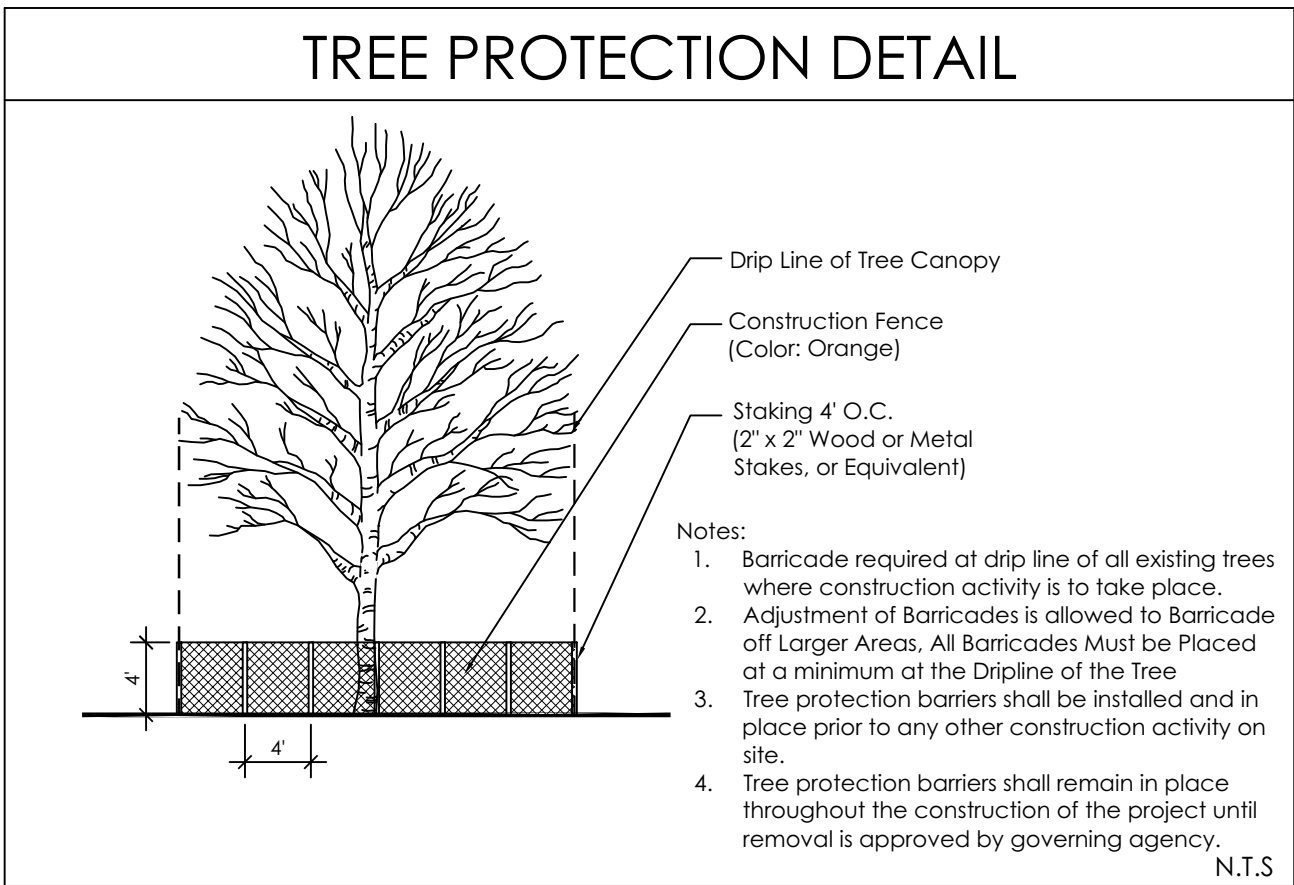 TREE PROTECTION DETAIL
Drip Line of Tree Canopy
Construction Fence
(Color: Orange)
Staking 4' O.C.
(2" x 2" Wood or Metal
Stakes, or Equivalent)
Notes:
1. Barricade required at drip line of all existing trees
where construction activity is to take place.
2. Adjustment of Barricades is allowed to Barricade
off Larger Areas, All Barricades Must be Placed
at a minimum at the Dripline of the Tree
3. Tree protection barriers shall be installed and in
place prior to any other construction activity on
site.
4. Tree protection barriers shall remain in place
throughout the construction of the project until
removal is approved by governing agency.
4'
4'
N.T.S